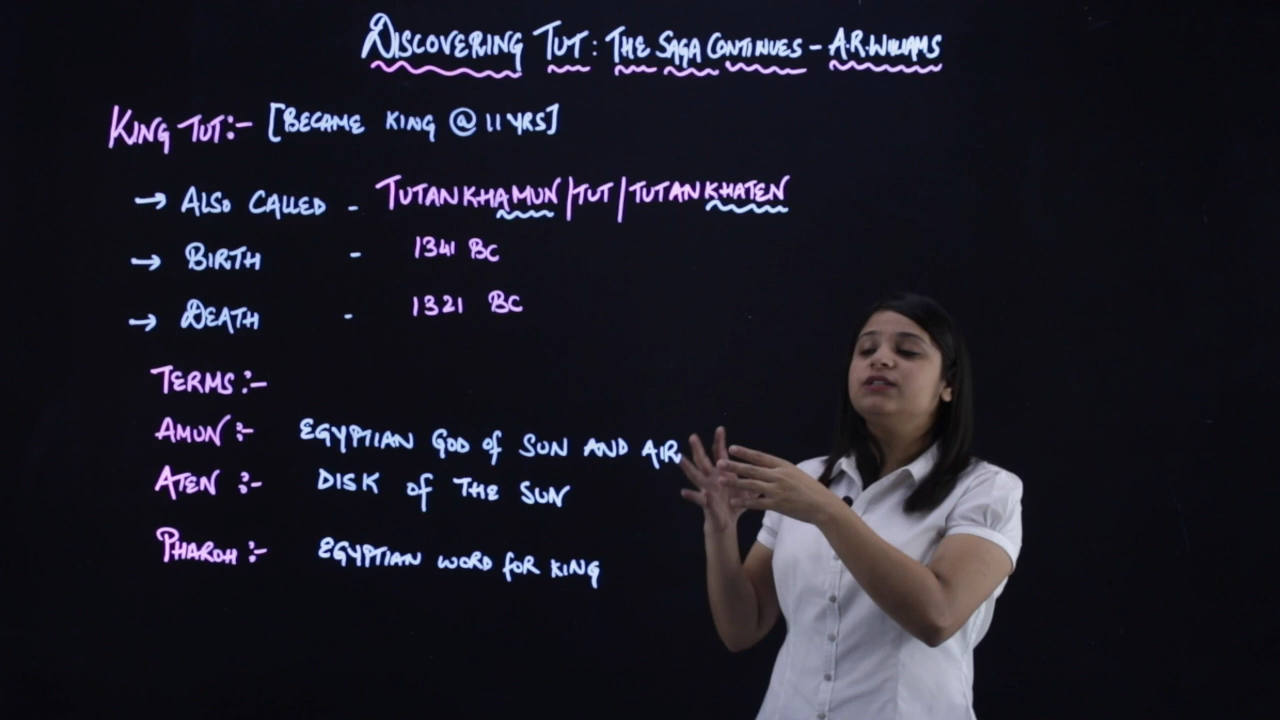 DISCOVERING TUT: THE SAGA CONTINUES - A.R.WILLIAMS
KING TUT:- [BECAME KING @ 11 YRS]
→ ALSO CALLED - TUTANKHAMUN/TUT/TUTANKHATEN
→ BIRTH - 1341 BC
→ DEATH - 1321 BC
TERMS:-
AMUN:- EGYPTIAN GOD of SUN AND AIR
ATEN:- DISK of THE SUN
PHAROH:- EGYPTIAN WORD for KING